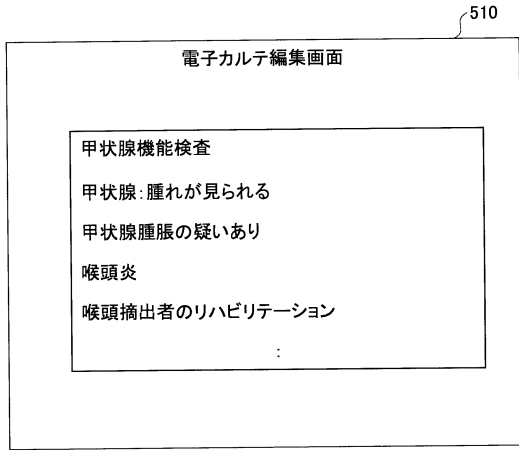 510
電子カルテ編集画面
甲状腺機能検査
甲状腺:腫れが見られる
甲状腺腫脹の疑いあり
喉頭炎
喉頭摘出者のリハビリテーション
: